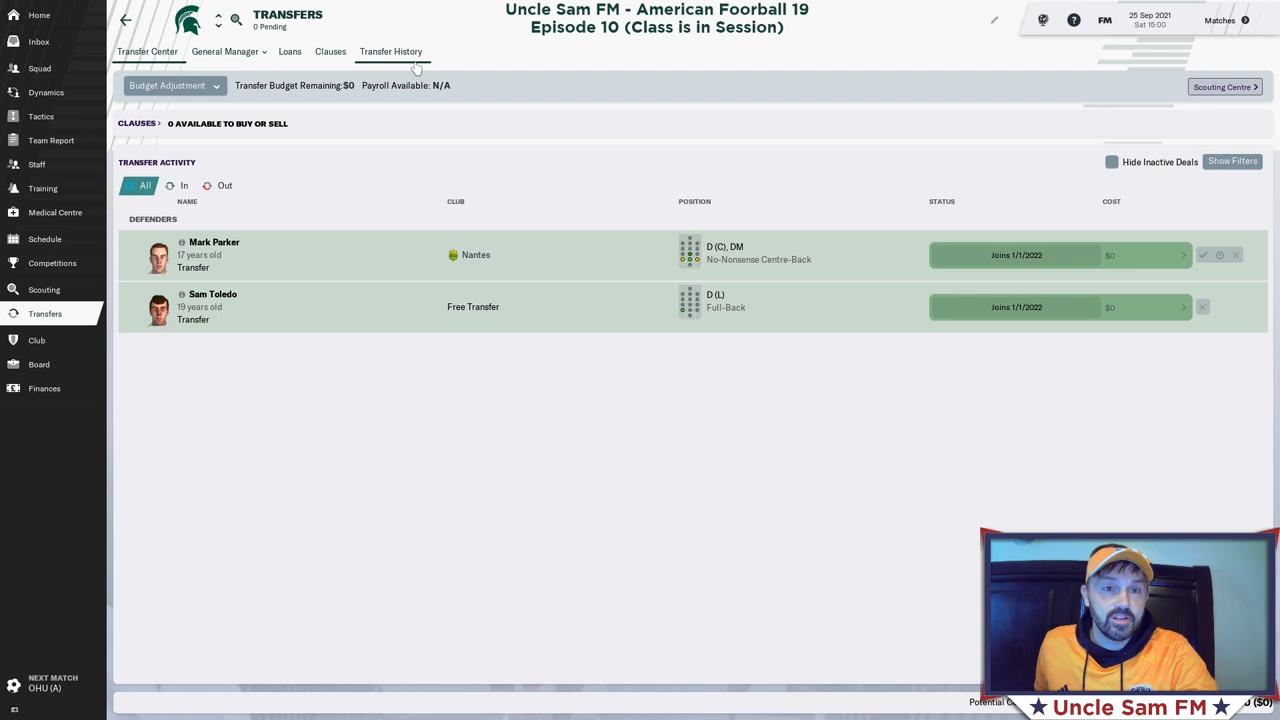 Home
Inbox
Squad
Dynamics
Tactics
Team Report
Staff
Training
Medical Centre
Schedule
Competitions
Scouting
Transfers
Club
Board
Finances
NEXT MATCH
OHU (A)
TRANSFERS
0 Pending
Uncle Sam FM - American Foorball 19
Episode 10 (Class is in Session)
FM
25 Sep 2021
Sat 15:00
Matches
Transfer Center
General Manager
Loans
Clauses
Transfer History
Budget Adjustment
Transfer Budget Remaining:$0
Payroll Available: N/A
Scouting Centre
CLAUSES
0 AVAILABLE TO BUY OR SELL
TRANSFER ACTIVITY
Hide Inactive Deals
Show Filters
All
In
Out
NAME
CLUB
POSITION
STATUS
COST
DEFENDERS
Mark Parker
17 years old
Transfer
Nantes
D (C), DM
No-Nonsense Centre-Back
Joins 1/1/2022
$0
Sam Toledo
19 years old
Transfer
Free Transfer
D (L)
Full-Back
Joins 1/1/2022
$0
Uncle Sam FM